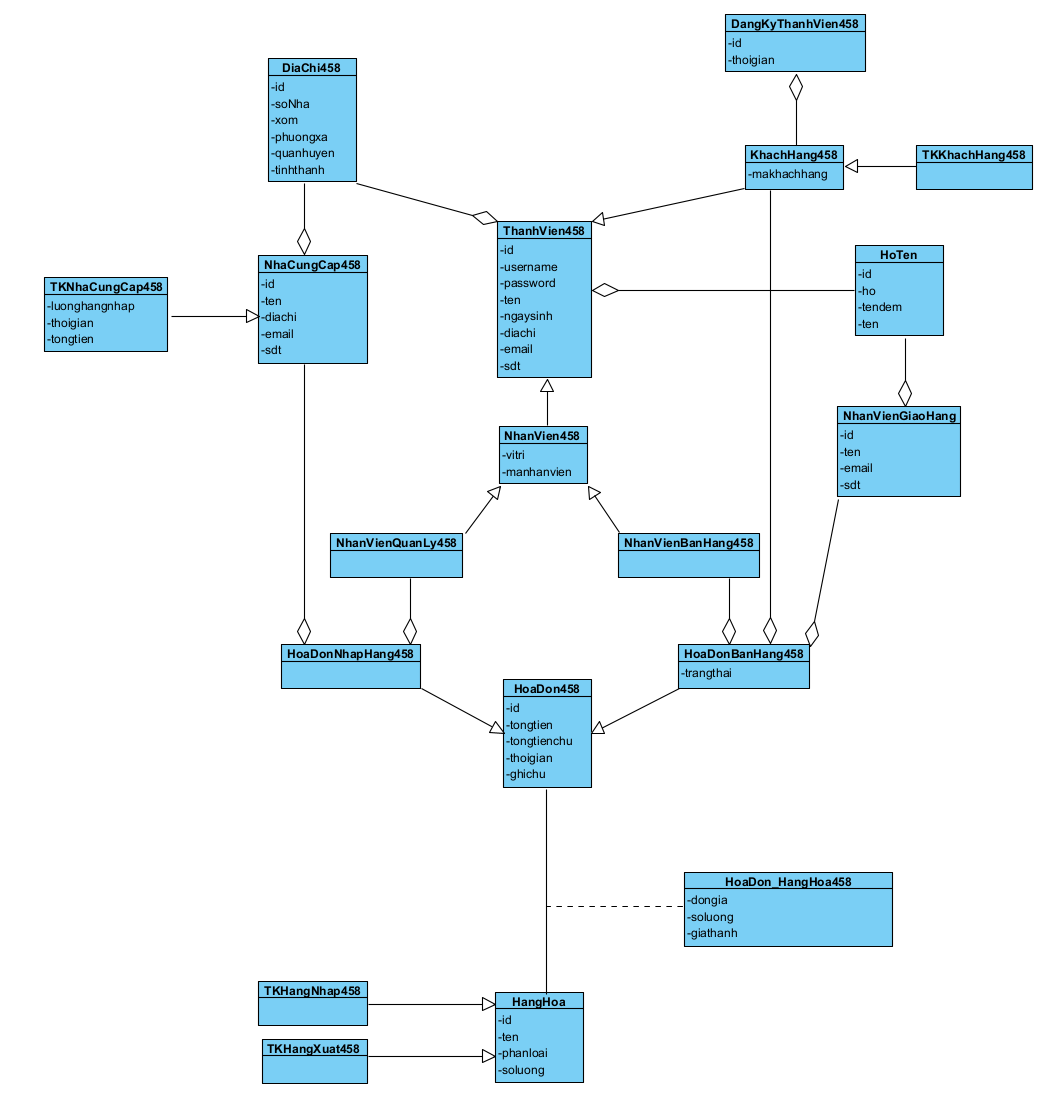 DangKyThanhVien458
-id
-thoigian
DiaChi458
-id
-soNha
-xom
-phuongxa
-quanhuyen
-tinhthanh
KhachHang458
-makhachhang
TKKhachHang458
ThanhVien458
-id
-username
-password
-ten
-ngaysinh
-diachi
-email
-sdt
HoTen
-id
-ho
-tendem
-ten
NhaCungCap458
-id
-ten
-diachi
-email
-sdt
TKNhaCungCap458
-luonghangnhap
-thoigian
-tongtien
NhanVienGiaoHang
-id
-ten
-email
-sdt
NhanVien458
-vitri
-manhanvien
NhanVienQuanLy458
NhanVienBanHang458
HoaDonNhapHang458
HoaDonBanHang458
-trangthai
HoaDon458
-id
-tongtien
-tongtienchu
-thoigian
-ghichu
HoaDon_HangHoa458
-dongia
-soluong
-giathanh
TKHangNhap458
HangHoa
-id
-ten
-phanloai
-soluong
TKHangXuat458